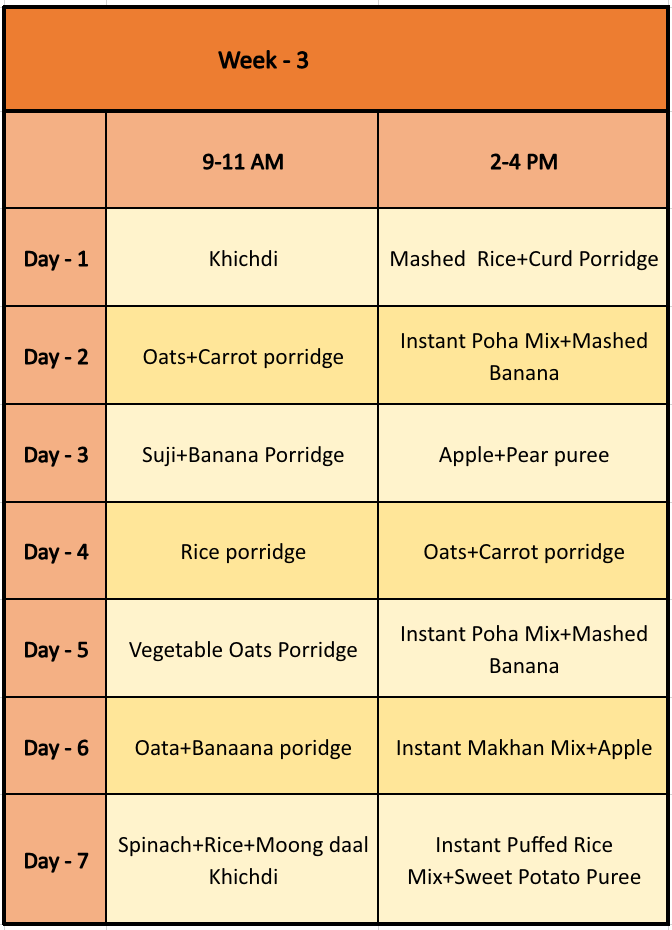 Week - 3
9-11 AM
2-4 PM
Day - 1
Khichdi
Mashed  Rice+Curd Porridge
Day - 2
Oats+Carrot porridge
Instant Poha Mix+Mashed
Banana
Day - 3
Suji+Banana Porridge
Apple+Pear puree
Day - 4
Rice porridge
Oats+Carrot porridge
Day - 5
Vegetable Oats Porridge
Instant Poha Mix+Mashed
Banana
Day - 6
Oata+Banaana poridge
Instant Makhan Mix+Apple
Day - 7
Spinach+Rice+Moong daal
Khichdi
Instant Puffed Rice
Mix+Sweet Potato Puree